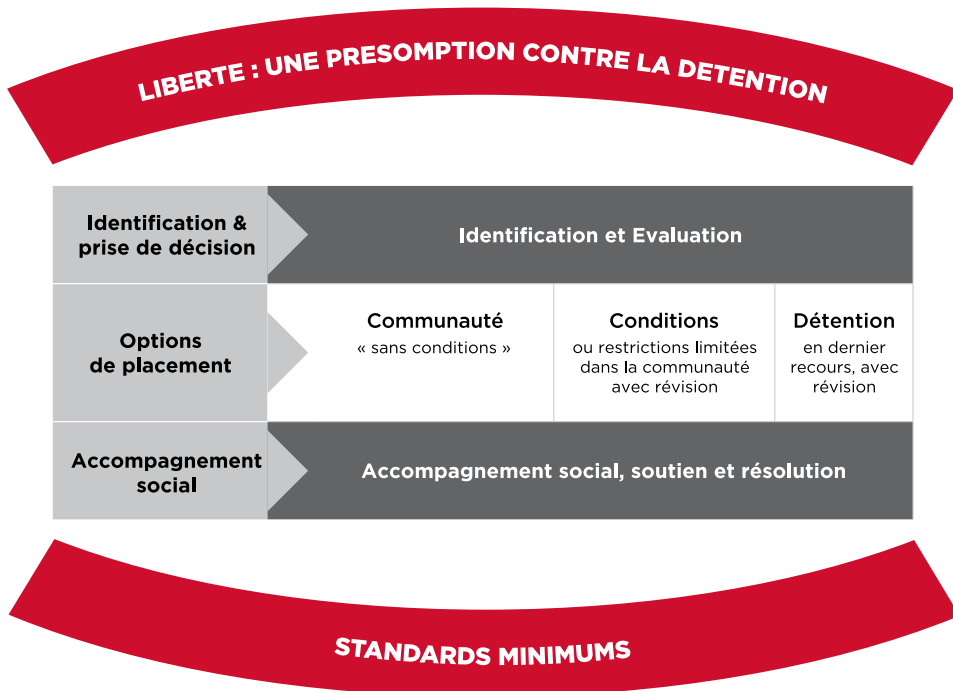 LIBERTE : UNE PRESOMPTION CONTRE LA DETENTION
Identification &
prise de décision
Identification et Evaluation
Options
de placement
Communauté
« sans conditions »
Conditions
ou restrictions limitées
dans la communauté
avec révision
Détention
en dernier
recours, avec
révision
Accompagnement
social
Accompagnement social, soutien et résolution
STANDARDS MINIMUMS